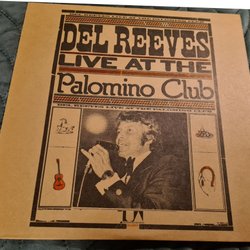 DEL REEVES
LIVE AT THE
Palomino Club